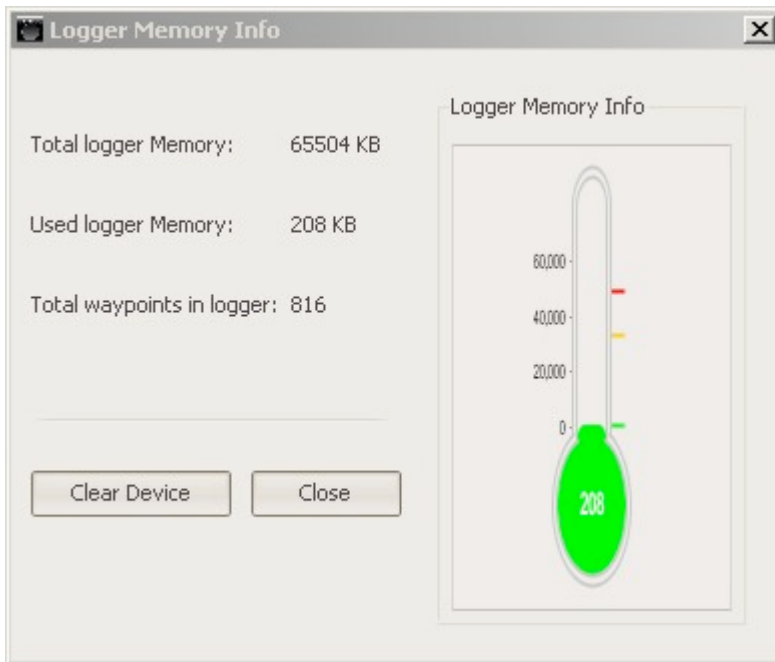 Logger Memory Info
Total logger Memory: 65504 KB
Used logger Memory: 208 KB
Total waypoints in logger: 816
Clear Device
Close
Logger Memory Info
60,000
40,000
20,000
0
208